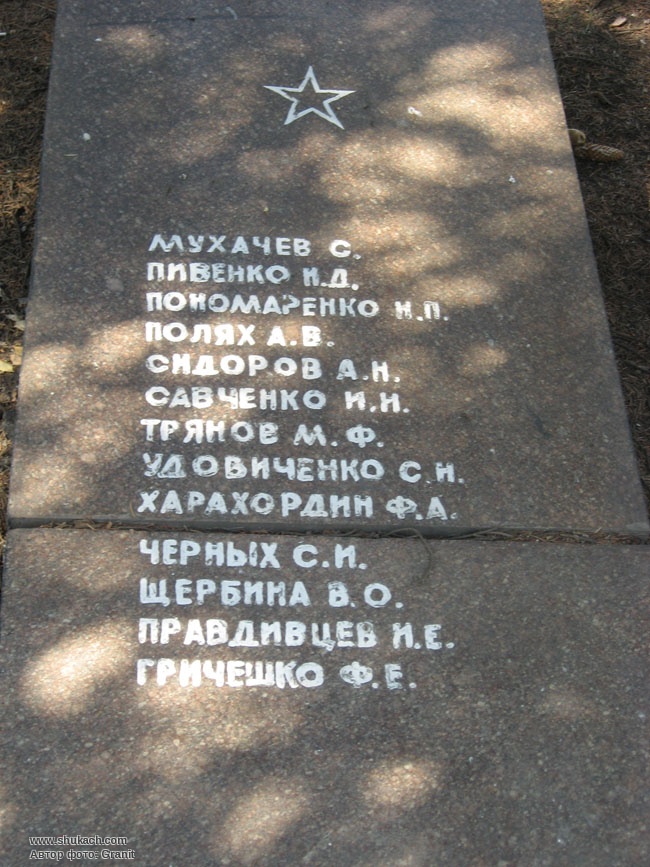 МУХАЧЕВ С.
ПИВЕНКО И.Д.
ПОНОМАРЕНКО И.П.
ПОЛЯХ А.В.
СИДОРОВ А.Н.
САВЧЕНКО И.И.
ТРЯНОВ М.Ф.
УДОВИЧЕНКО С.Н.
ХАРАХОРДИН Ф.А.
ЧЕРНЫХ С.И.
ЩЕРБИНА В.О.
ПРАВДИВЦЕВ И.Е.
ГРИЧЕШКО Ф.Е.
www.shukach.com
Автор фото: Granit